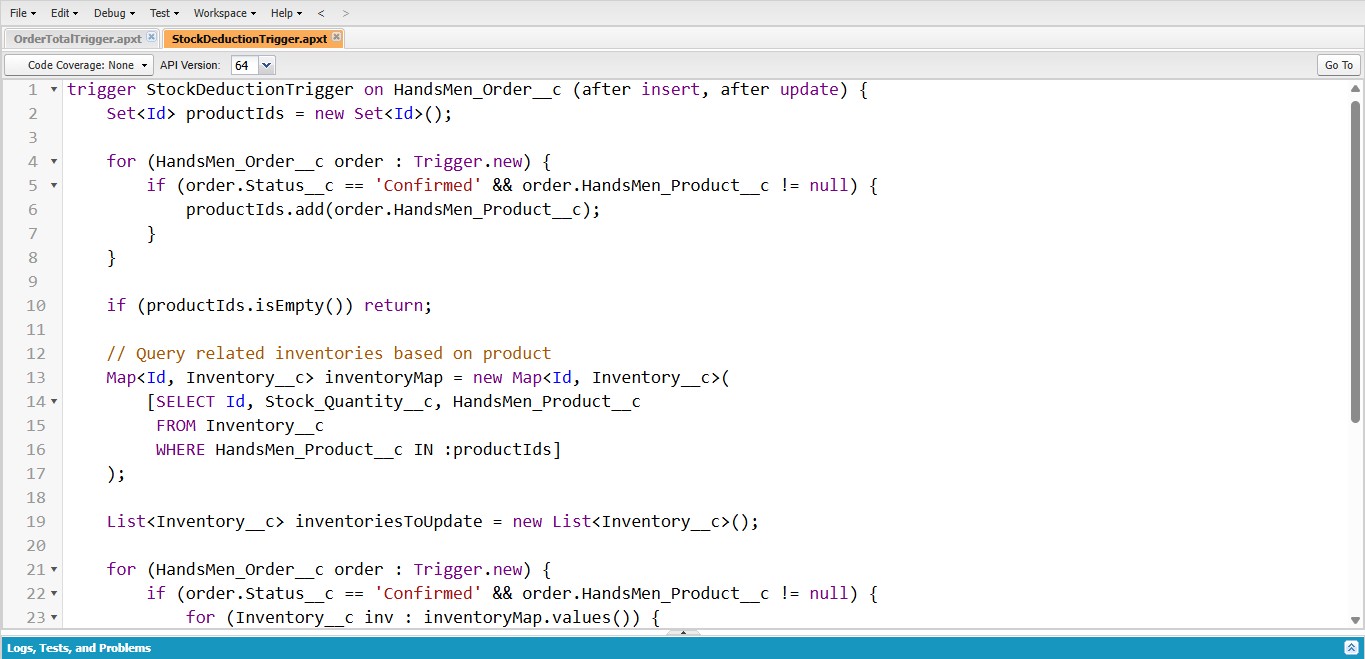 File Edit Debug Test Workspace Help < >
OrderTotalTrigger.apxt StockDeductionTrigger.apxt
Code Coverage: None API Version: 64 Go To
1 trigger StockDeductionTrigger on HandsMen_Order__c (after insert, after update) {
2 Set<Id> productIds = new Set<Id>();
3
4 for (HandsMen_Order__c order : Trigger.new) {
5 if (order.Status__c == 'Confirmed' && order.HandsMen_Product__c != null) {
6 productIds.add(order.HandsMen_Product__c);
7 }
8 }
9
10 if (productIds.isEmpty()) return;
11
12 // Query related inventories based on product
13 Map<Id, Inventory__c> inventoryMap = new Map<Id, Inventory__c>(
14 [SELECT Id, Stock_Quantity__c, HandsMen_Product__c
15 FROM Inventory__c
16 WHERE HandsMen_Product__c IN :productIds]
17 );
18
19 List<Inventory__c> inventoriesToUpdate = new List<Inventory__c>();
20
21 for (HandsMen_Order__c order : Trigger.new) {
22 if (order.Status__c == 'Confirmed' && order.HandsMen_Product__c != null) {
23 for (Inventory__c inv : inventoryMap.values()) {
Logs, Tests, and Problems